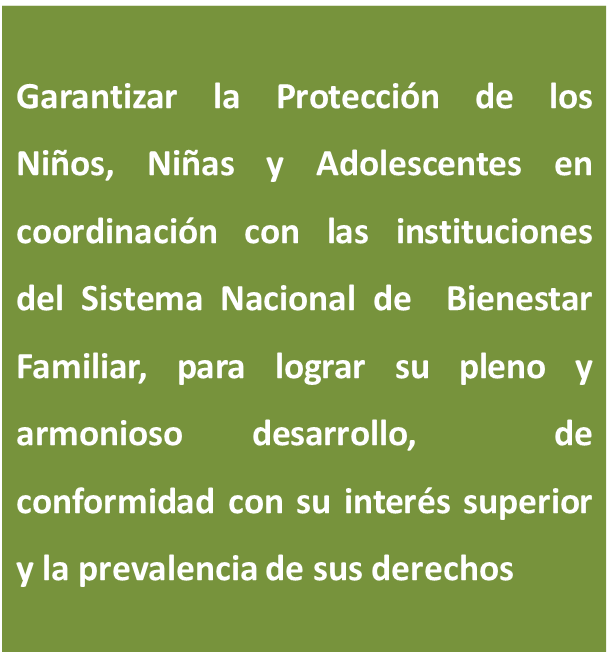 Garantizar la Protección de los
Niños, Niñas y Adolescentes en
coordinación con las instituciones
del Sistema Nacional de Bienestar
Familiar, para lograr su pleno y
armonioso desarrollo, de
conformidad con su interés superior
y la prevalencia de sus derechos